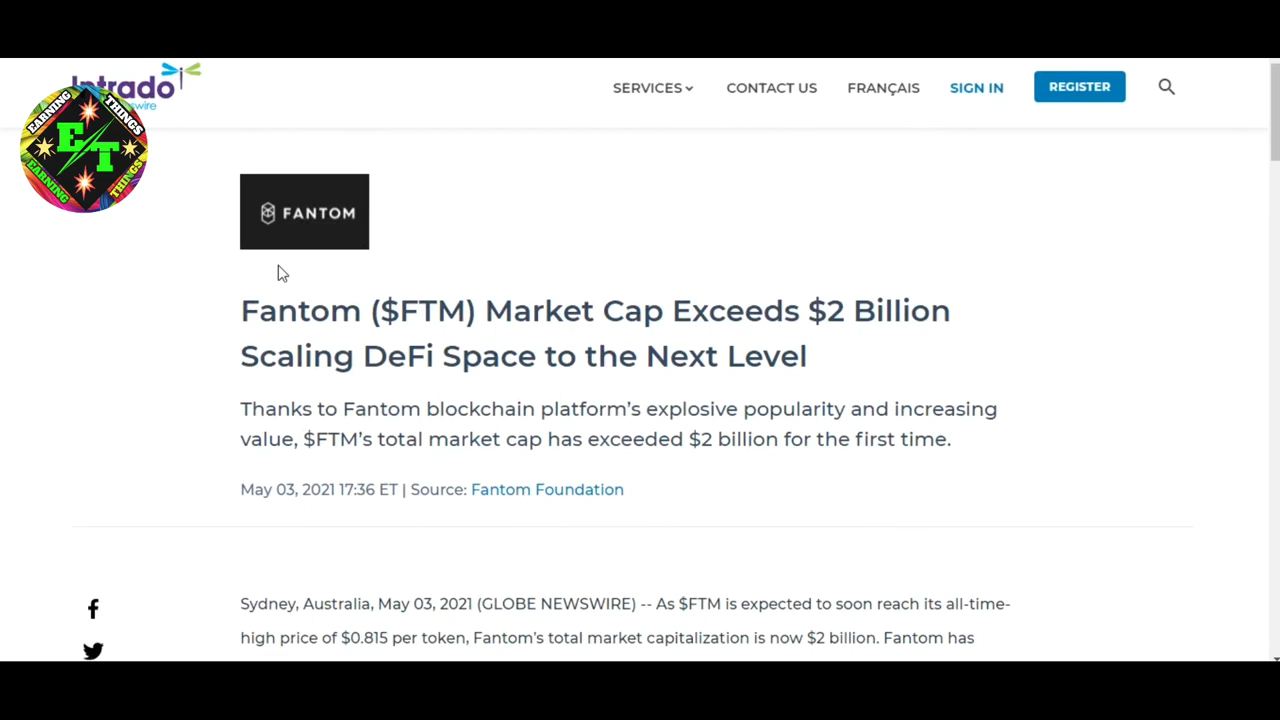 Intrado
SERVICES CONTACT US FRANÇAIS SIGN IN REGISTER
EARNING THINGS
ET
EARNING THINGS
FANTOM
Fantom ($FTM) Market Cap Exceeds $2 Billion
Scaling DeFi Space to the Next Level
Thanks to Fantom blockchain platform’s explosive popularity and increasing
value, $FTM’s total market cap has exceeded $2 billion for the first time.
May 03, 2021 17:36 ET | Source: Fantom Foundation
Sydney, Australia, May 03, 2021 (GLOBE NEWSWIRE) -- As $FTM is expected to soon reach its all-time-
high price of $0.815 per token, Fantom’s total market capitalization is now $2 billion. Fantom has